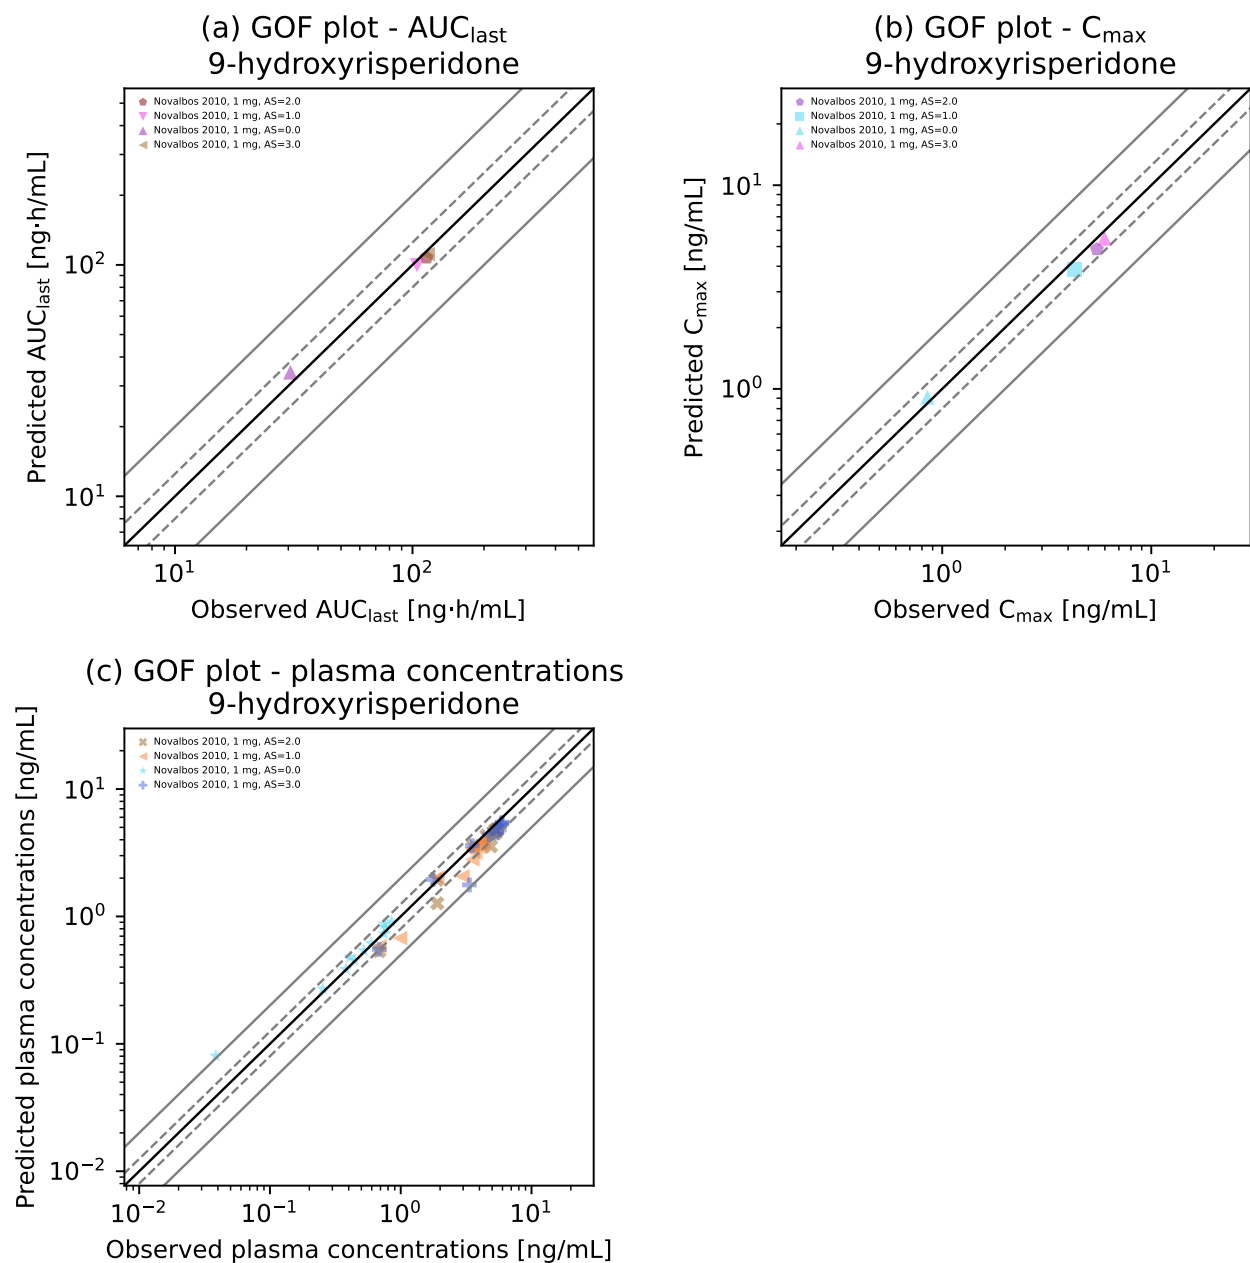 (a) GOF plot - AUC_last
9-hydroxyrisperidone
Novalbos 2010, 1 mg, AS=2.0
Novalbos 2010, 1 mg, AS=1.0
Novalbos 2010, 1 mg, AS=0.0
Novalbos 2010, 1 mg, AS=3.0
Predicted AUC_last [ng·h/mL]
10²
10¹
10¹ 10²
Observed AUC_last [ng·h/mL]
(b) GOF plot - C_max
9-hydroxyrisperidone
Novalbos 2010, 1 mg, AS=2.0
Novalbos 2010, 1 mg, AS=1.0
Novalbos 2010, 1 mg, AS=0.0
Novalbos 2010, 1 mg, AS=3.0
Predicted C_max [ng/mL]
10¹
10⁰
10⁰ 10¹
Observed C_max [ng/mL]
(c) GOF plot - plasma concentrations
9-hydroxyrisperidone
Novalbos 2010, 1 mg, AS=2.0
Novalbos 2010, 1 mg, AS=1.0
Novalbos 2010, 1 mg, AS=0.0
Novalbos 2010, 1 mg, AS=3.0
Predicted plasma concentrations [ng/mL]
10¹
10⁰
10⁻¹
10⁻²
10⁻² 10⁻¹ 10⁰ 10¹
Observed plasma concentrations [ng/mL]